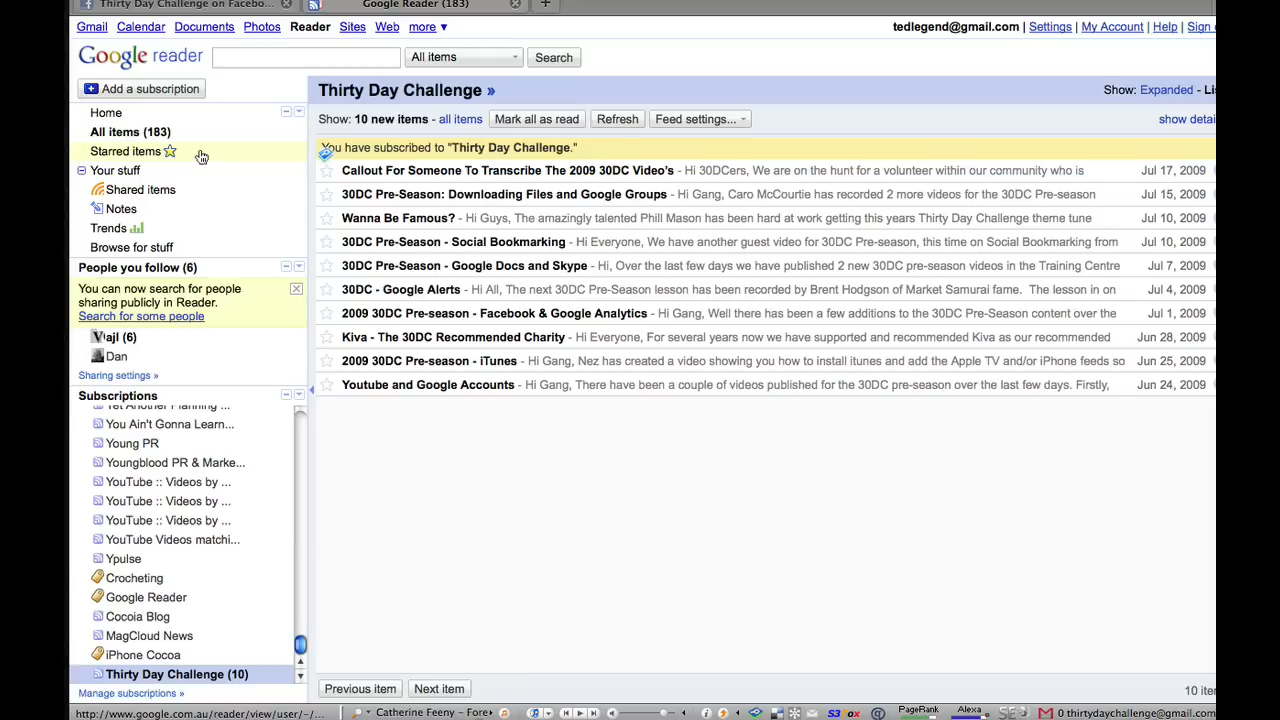 Thirty Day Challenge on Facebo... Google Reader (183)
Gmail Calendar Documents Photos Reader Sites Web more ▼ tedlegend@gmail.com | Settings | My Account | Help | Sign
Google reader All items Search
Add a subscription
Home
All items (183)
Starred items
Your stuff
Shared items
Notes
Trends
Browse for stuff
People you follow (6)
You can now search for people
sharing publicly in Reader.
Search for some people
ajl (6)
Dan
Sharing settings »
Subscriptions
Yet Another Planning ...
You Ain't Gonna Learn...
Young PR
Youngblood PR & Marke...
YouTube :: Videos by ...
YouTube :: Videos by ...
YouTube :: Videos by ...
YouTube Videos matchi...
Ypulse
Crocheting
Google Reader
Cocoia Blog
MagCloud News
iPhone Cocoa
Thirty Day Challenge (10)
Manage subscriptions »
Thirty Day Challenge » Show: Expanded - Li
Show: 10 new items - all items Mark all as read Refresh Feed settings... show detai
You have subscribed to "Thirty Day Challenge."
Callout For Someone To Transcribe The 2009 30DC Video's - Hi 30DCers, We are on the hunt for a volunteer within our community who is Jul 17, 2009
30DC Pre-Season: Downloading Files and Google Groups - Hi Gang, Caro McCourtie has recorded 2 more videos for the 30DC Pre-season Jul 15, 2009
Wanna Be Famous? - Hi Guys, The amazingly talented Phill Mason has been hard at work getting this years Thirty Day Challenge theme tune Jul 10, 2009
30DC Pre-Season - Social Bookmarking - Hi Everyone, We have another guest video for 30DC Pre-season, this time on Social Bookmarking from Jul 10, 2009
30DC Pre-Season - Google Docs and Skype - Hi, Over the last few days we have published 2 new 30DC pre-season videos in the Training Centre Jul 7, 2009
30DC - Google Alerts - Hi All, The next 30DC Pre-Season lesson has been recorded by Brent Hodgson of Market Samurai fame. The lesson in on Jul 4, 2009
2009 30DC Pre-season - Facebook & Google Analytics - Hi Gang, Well there has been a few additions to the 30DC Pre-Season content over the Jul 1, 2009
Kiva - The 30DC Recommended Charity - Hi Everyone, For several years now we have supported and recommended Kiva as our recommended Jun 28, 2009
2009 30DC Pre-season - iTunes - Hi Gang, Nez has created a video showing you how to install itunes and add the Apple TV and/or iPhone feeds so Jun 25, 2009
Youtube and Google Accounts - Hi Gang, There have been a couple of videos published for the 30DC pre-season over the last few days. Firstly, Jun 24, 2009
Previous item Next item 10 ite
http://www.google.com.au/reader/view/user/-/... Catherine Feeny - Fore PageRank Alexa 0 thirtydaychallenge@gmail.com